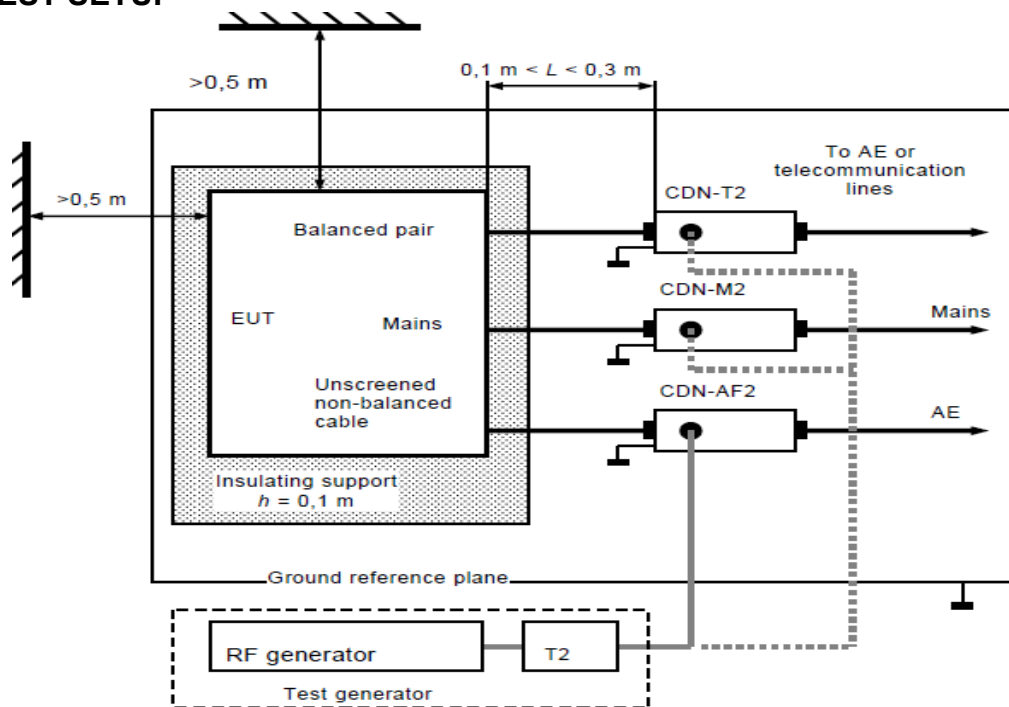 >0,5 m
0,1 m < L < 0,3 m
>0,5 m
To AE or
telecommunication
lines
CDN-T2
Balanced pair
CDN-M2
EUT
Mains
Mains
Unscreened
non-balanced
cable
CDN-AF2
AE
Insulating support
h = 0,1 m
Ground reference plane
RF generator
T2
Test generator